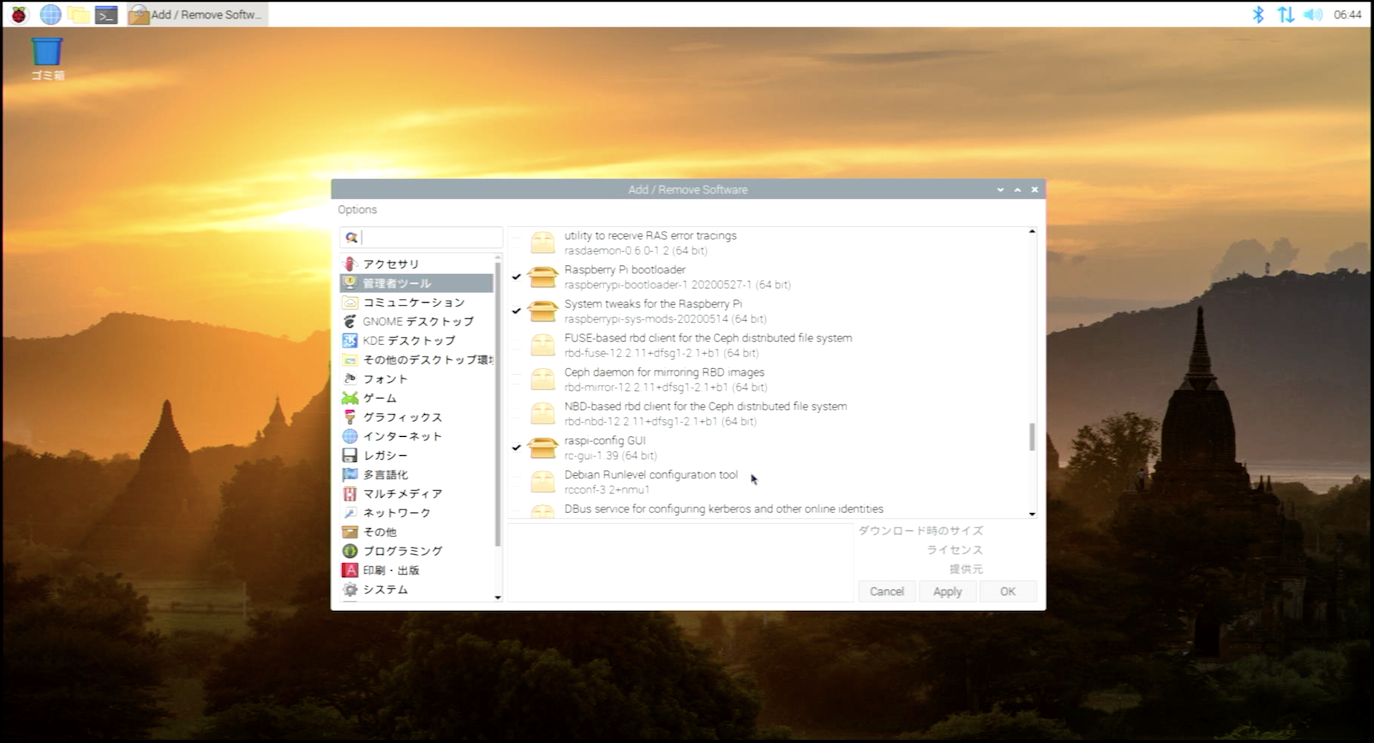 Add / Remove Softw...
06:44
ゴミ箱
Add / Remove Software
Options
アクセサリ
管理者ツール
コミュニケーション
GNOME デスクトップ
KDE デスクトップ
その他のデスクトップ環境
フォント
ゲーム
グラフィックス
インターネット
レガシー
多言語化
マルチメディア
ネットワーク
その他
プログラミング
印刷・出版
システム
utility to receive RAS error tracings
rasdaemon-0.6.0-1.2 (64 bit)
Raspberry Pi bootloader
raspberrypi-bootloader-1.20200527-1 (64 bit)
System tweaks for the Raspberry Pi
raspberrypi-sys-mods-20200514 (64 bit)
FUSE-based rbd client for the Ceph distributed file system
rbd-fuse-12.2.11+dfsg1-2.1+b1 (64 bit)
Ceph daemon for mirroring RBD images
rbd-mirror-12.2.11+dfsg1-2.1+b1 (64 bit)
NBD-based rbd client for the Ceph distributed file system
rbd-nbd-12.2.11+dfsg1-2.1+b1 (64 bit)
raspi-config GUI
rc-gui-1.39 (64 bit)
Debian Runlevel configuration tool
rcconf-3.2+nmu1
DBus service for configuring kerberos and other online identities
ダウンロード時のサイズ
ライセンス
提供元
Cancel
Apply
OK